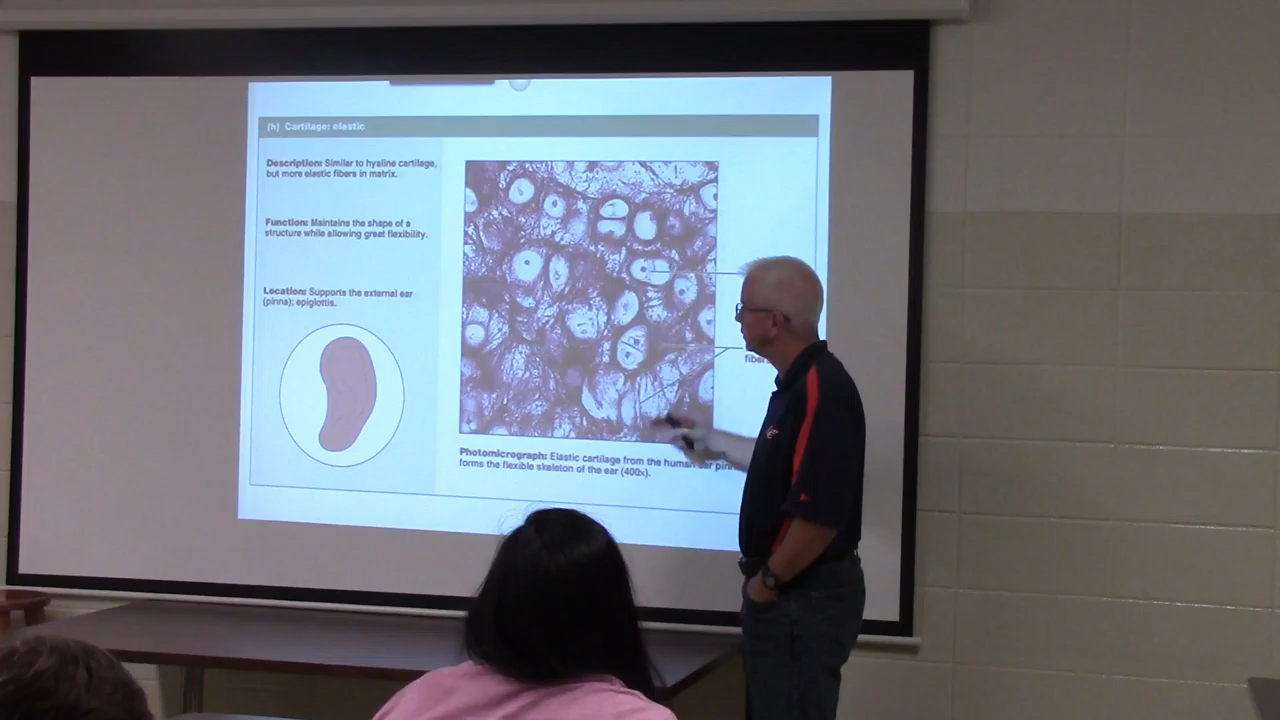 (h) Cartilage: elastic
Description: Similar to hyaline cartilage,
but more elastic fibers in matrix.
Function: Maintains the shape of a
structure while allowing great flexibility.
Location: Supports the external ear
(pinna); epiglottis.
Photomicrograph: Elastic cartilage from the human ear
forms the flexible skeleton of the ear (400x).